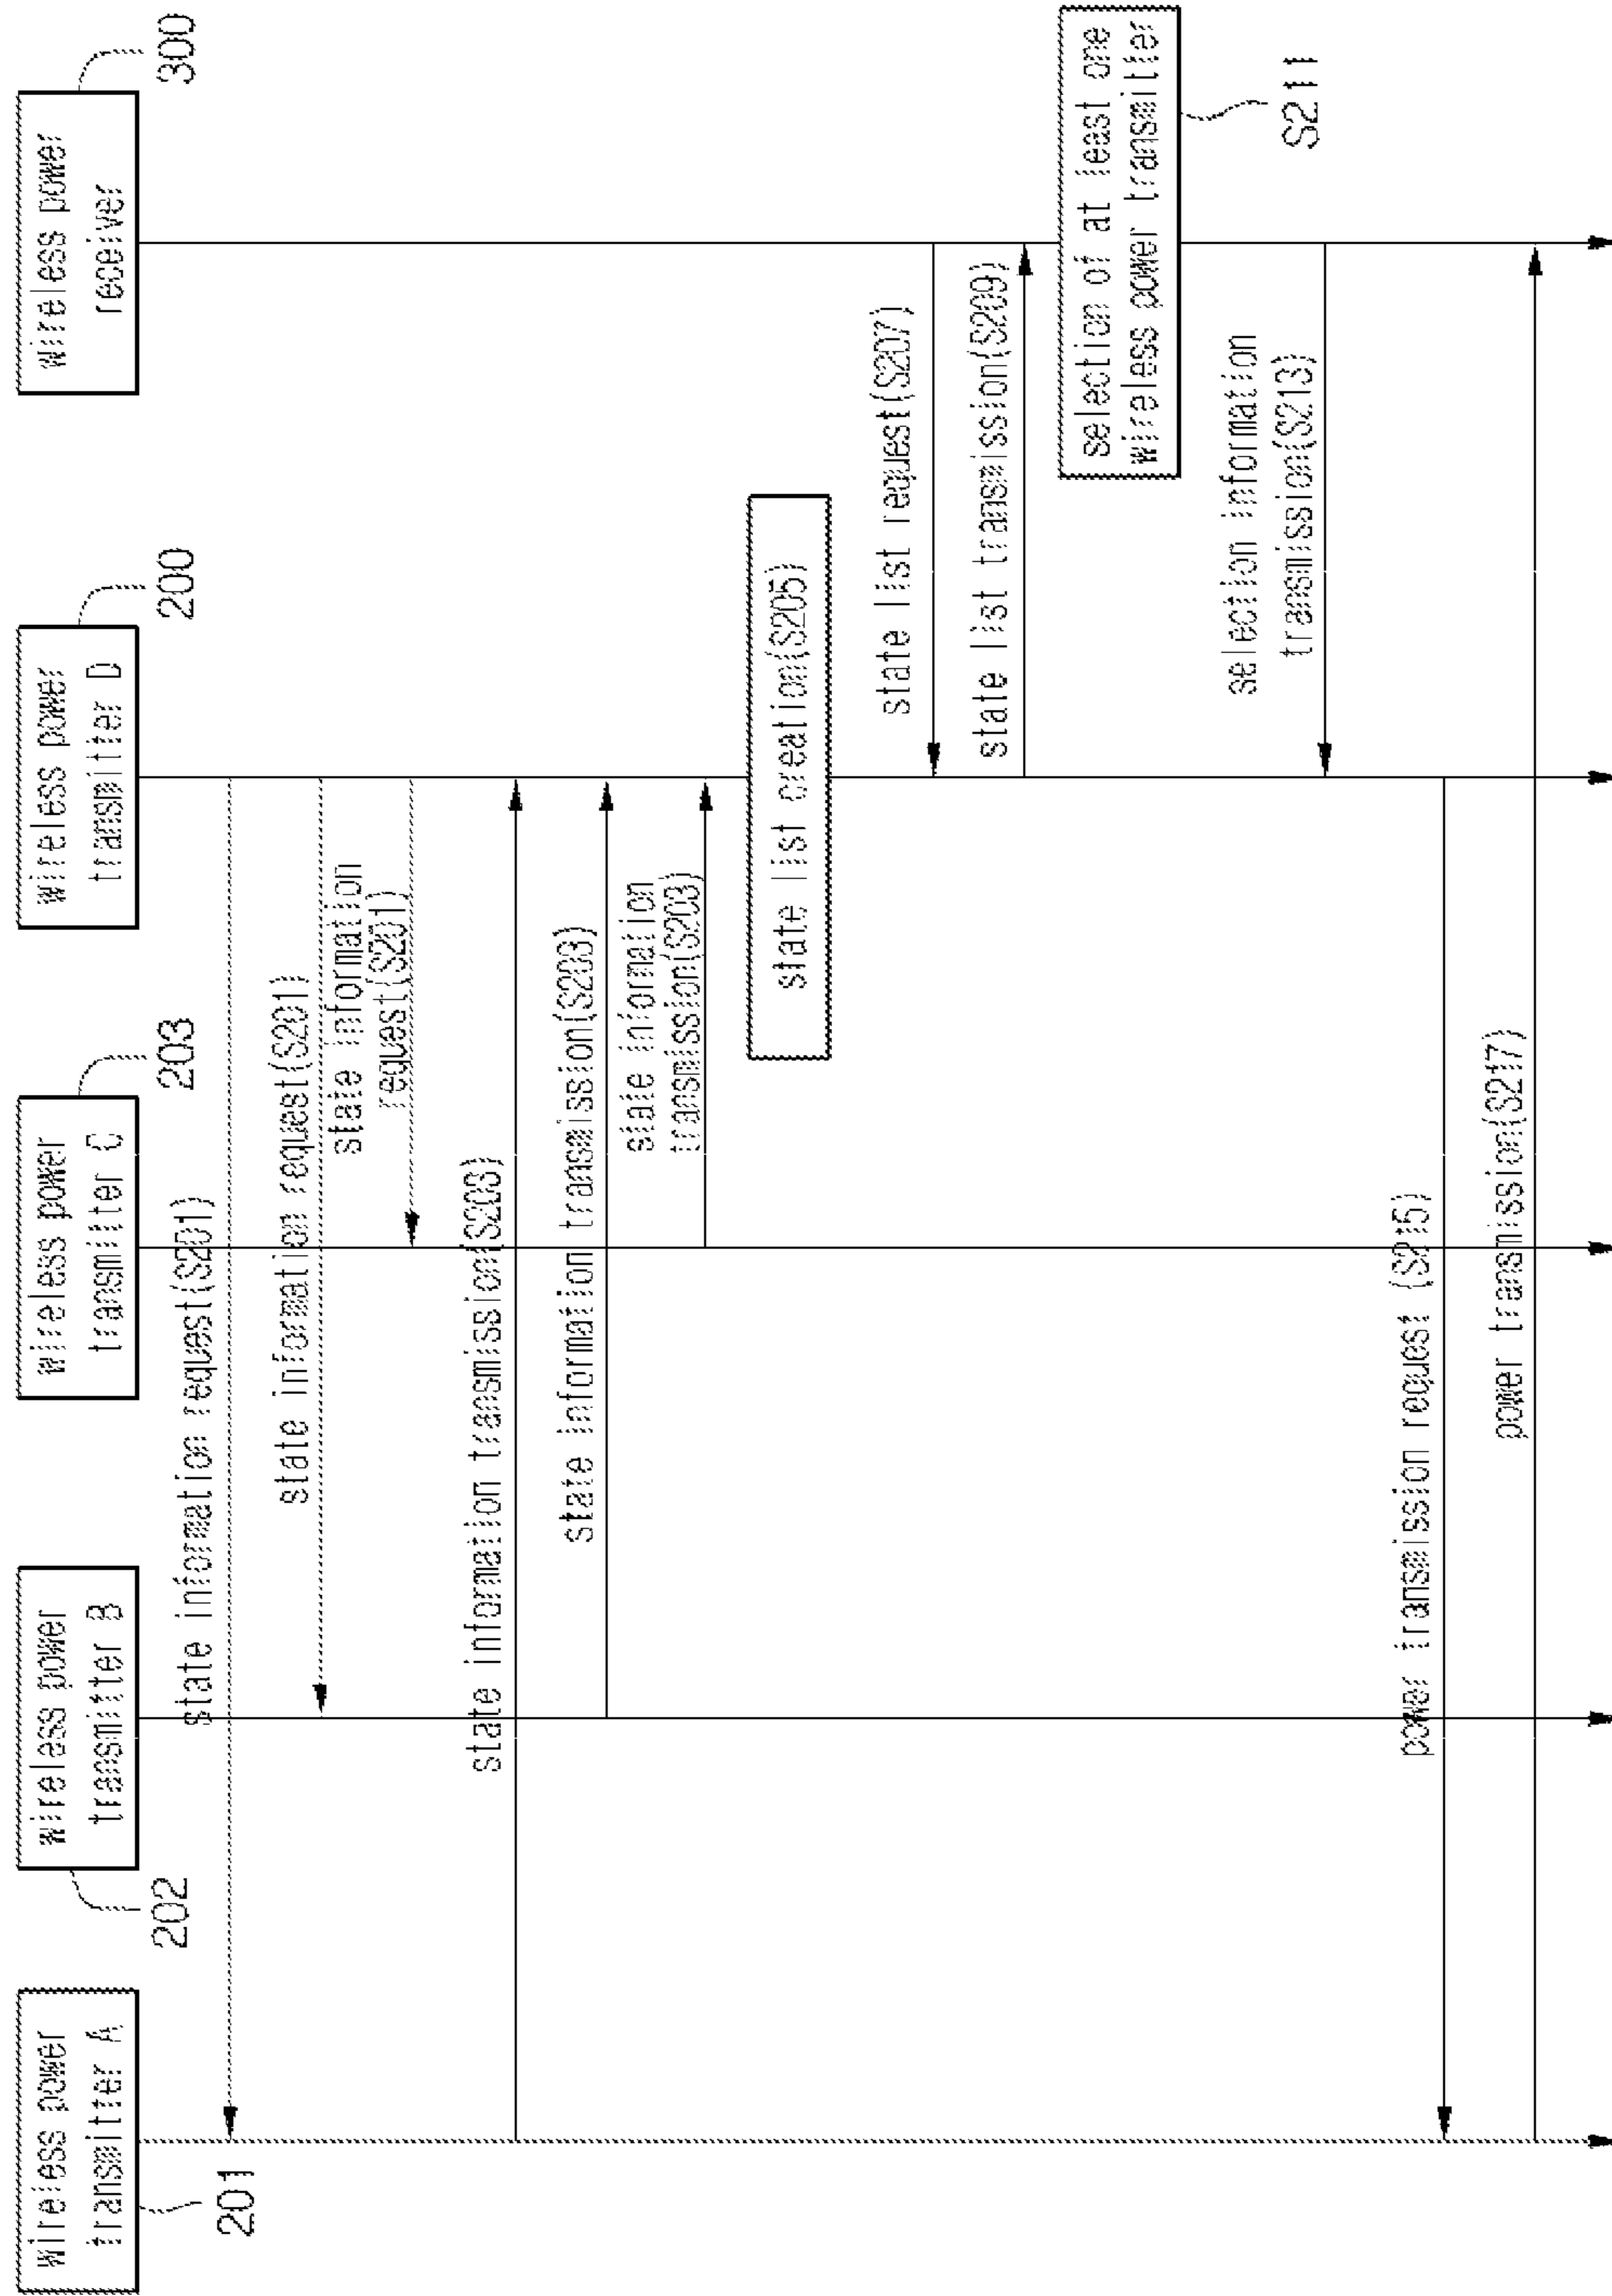 wireless power
transmitter A
201
wireless power
transmitter B
202
wireless power
transmitter C
203
wireless power
transmitter D
200
wireless power
receiver
300
state information request(S201)
state information request(S201)
state information
request(S201)
state information transmission(S203)
state information transmission(S203)
state information
transmission(S203)
state list creation(S205)
state list request(S207)
state list transmission(S209)
selection of at least one
wireless power transmitter
S211
selection information
transmission(S213)
power transmission request (S215)
power transmission(S217)